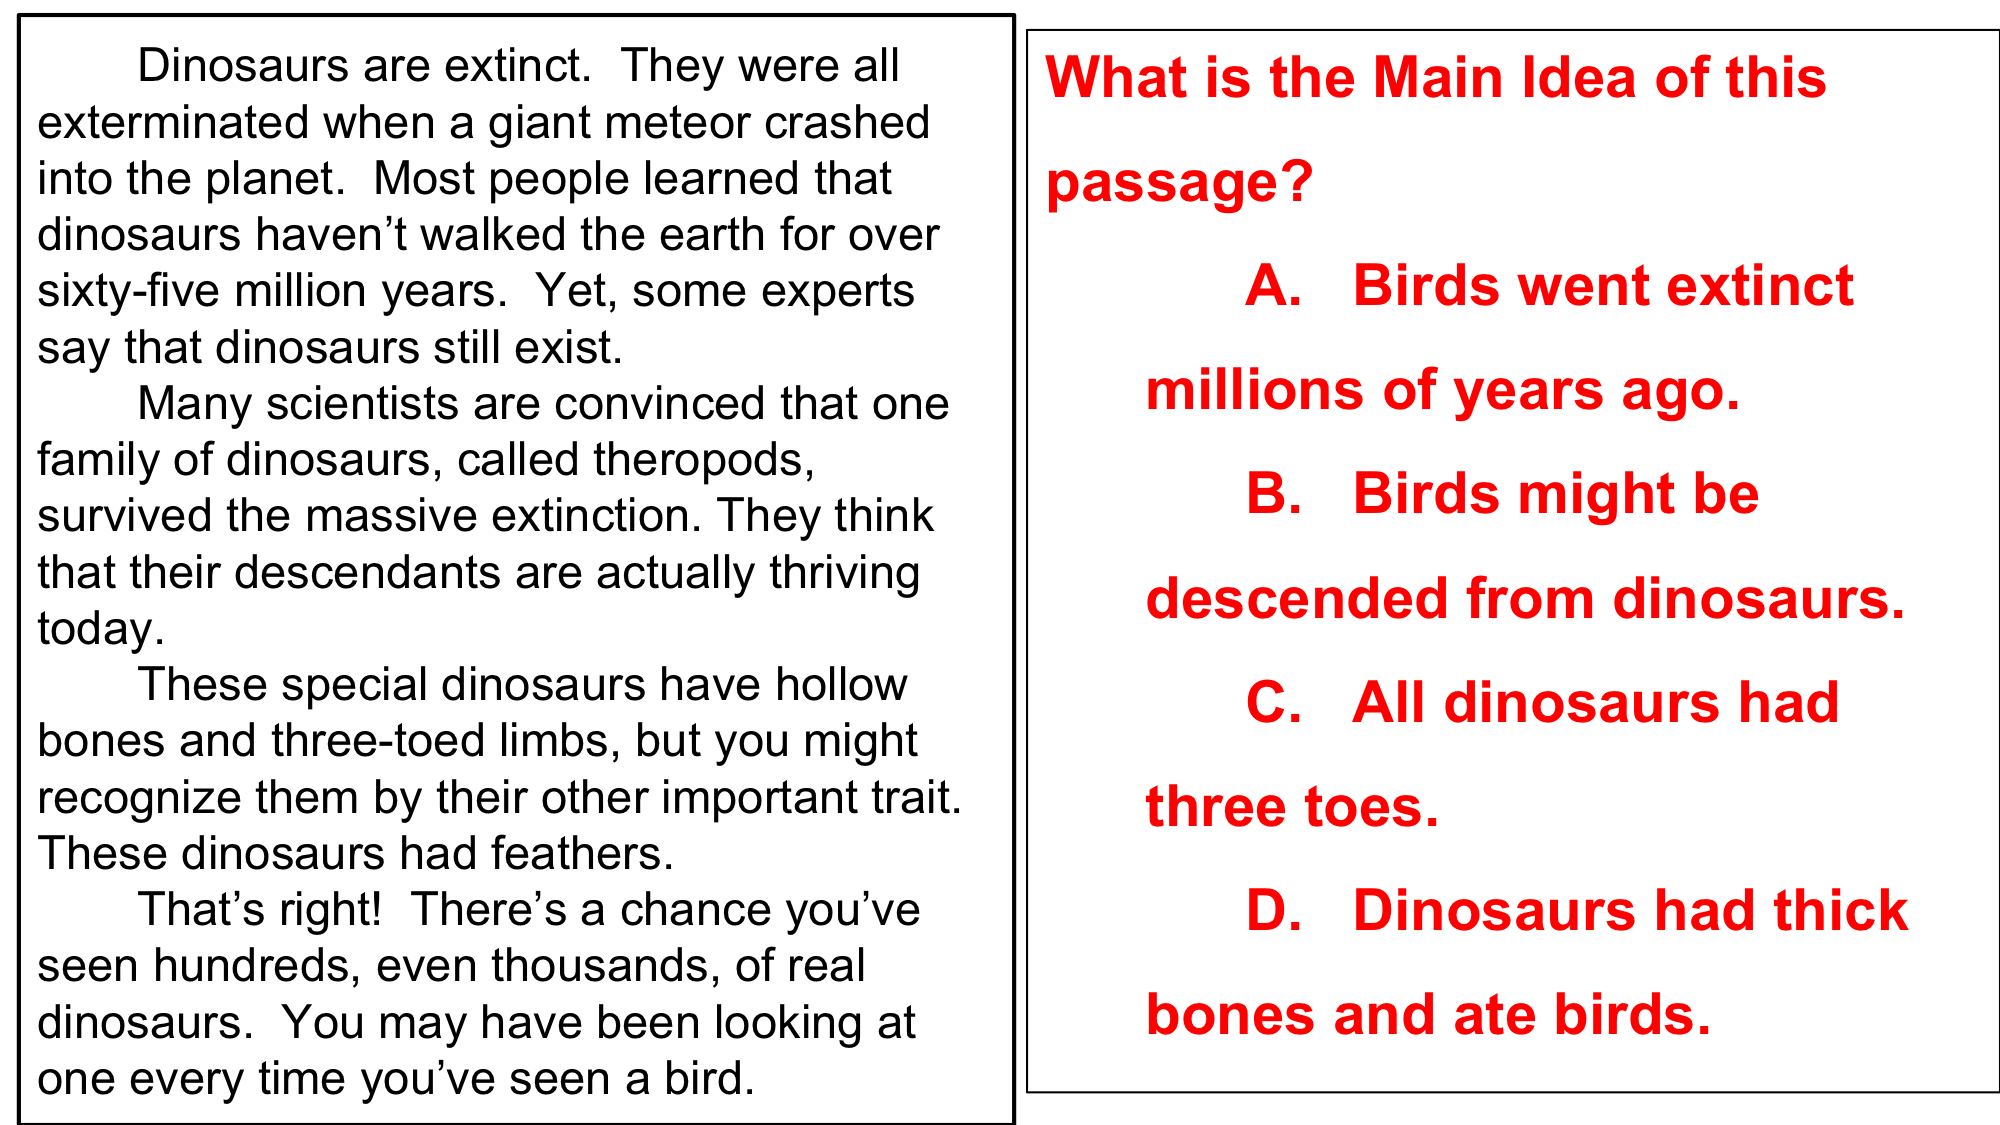 Dinosaurs are extinct.  They were all
exterminated when a giant meteor crashed
into the planet.  Most people learned that
dinosaurs haven’t walked the earth for over
sixty-five million years.  Yet, some experts
say that dinosaurs still exist.
Many scientists are convinced that one
family of dinosaurs, called theropods,
survived the massive extinction. They think
that their descendants are actually thriving
today.
These special dinosaurs have hollow
bones and three-toed limbs, but you might
recognize them by their other important trait.
These dinosaurs had feathers.
That’s right!  There’s a chance you’ve
seen hundreds, even thousands, of real
dinosaurs.  You may have been looking at
one every time you’ve seen a bird.
What is the Main Idea of this
passage?
A. Birds went extinct
millions of years ago.
B. Birds might be
descended from dinosaurs.
C. All dinosaurs had
three toes.
D. Dinosaurs had thick
bones and ate birds.